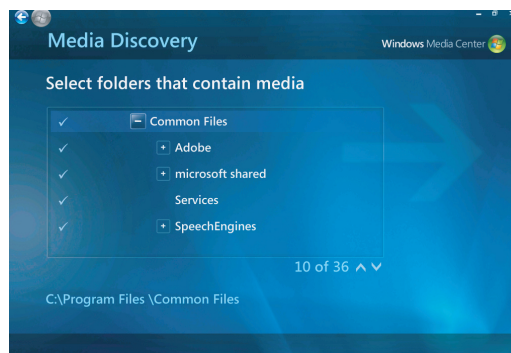 Media Discovery
Windows Media Center
Select folders that contain media
Common Files
Adobe
microsoft shared
Services
SpeechEngines
10 of 36
C:\Program Files \Common Files